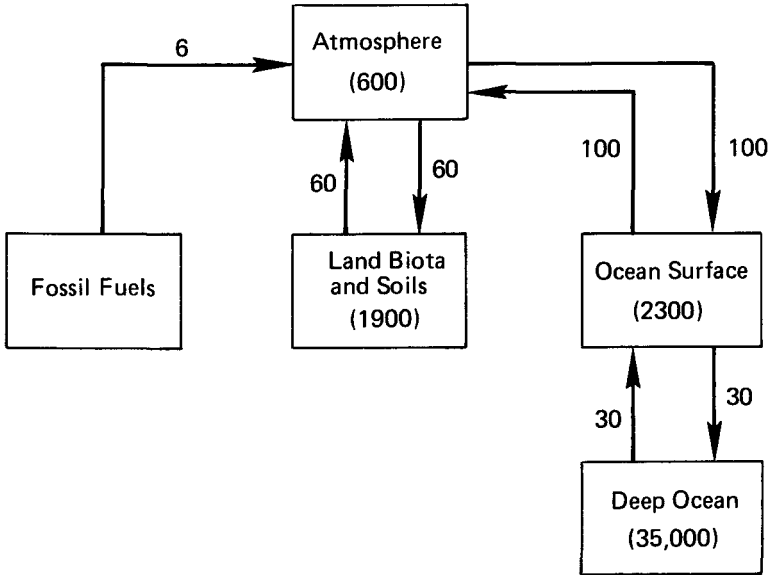 Atmosphere
(600)
6
60
60
100
100
Fossil Fuels
Land Biota
and Soils
(1900)
Ocean Surface
(2300)
30
30
Deep Ocean
(35,000)